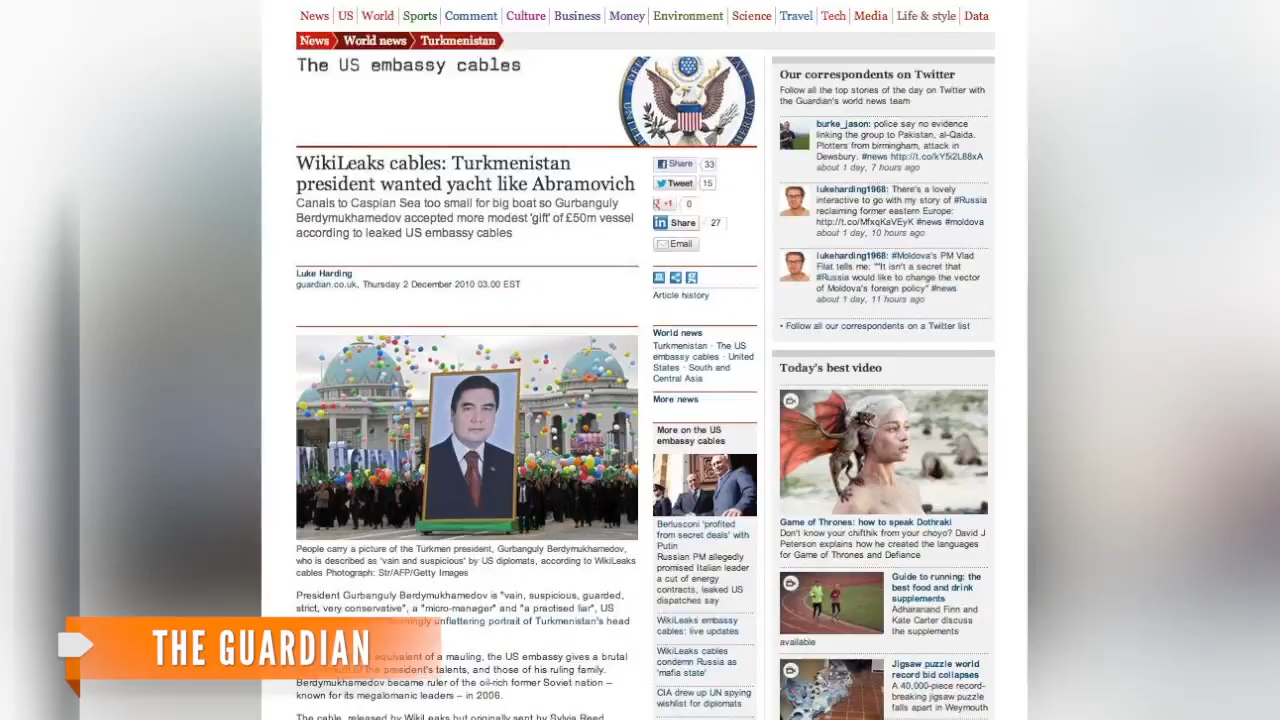 News US World Sports Comment Culture Business Money Environment Science Travel Tech Media Life & style Data
News World news Turkmenistan
The US embassy cables
WikiLeaks cables: Turkmenistan
president wanted yacht like Abramovich
Canals to Caspian Sea too small for big boat so Gurbanguly
Berdymukhamedov accepted more modest 'gift' of £50m vessel
according to leaked US embassy cables
Luke Harding
guardian.co.uk, Thursday 2 December 2010 03.00 EST
People carry a picture of the Turkmen president, Gurbanguly Berdymukhamedov,
who is described as 'vain and suspicious' by US diplomats, according to WikiLeaks
cables Photograph: Str/AFP/Getty Images
President Gurbanguly Berdymukhamedov is "vain, suspicious, guarded,
strict, very conservative", a "micro-manager" and "a practised liar", US
unflattering portrait of Turkmenistan's head
equivalent of a mauling, the US embassy gives a brutal
president's talents, and those of his ruling family.
Berdymukhamedov became ruler of the oil-rich former Soviet nation –
known for its megalomanic leaders – in 2006.
The cable, released by WikiLeaks but originally sent by Sylvia Reed
THE GUARDIAN
Share 33
Tweet 15
+1 0
in Share 27
Email
Article history
World news
Turkmenistan · The US
embassy cables · United
States · South and
Central Asia
More news
More on the US
embassy cables
Berlusconi 'profited
from secret deals' with
Putin
Russian PM allegedly
promised Italian leader
a cut of energy
contracts, leaked US
dispatches say
WikiLeaks embassy
cables: live updates
WikiLeaks cables
condemn Russia as
'mafia state'
CIA drew up UN spying
wishlist for diplomats
Our correspondents on Twitter
Follow all the top stories of the day on Twitter with
the Guardian's world news team
burke_jason: police say no evidence
linking the group to Pakistan, al-Qaida.
Plotters from birmingham, attack in
Dewsbury. #news http://t.co/kY5i2L88xA
about 1 day, 7 hours ago
lukeharding1968: There's a lovely
interactive to go with my story of #Russia
reclaiming former eastern Europe:
http://t.co/MfxqKaVEyK #news #moldova
about 1 day, 10 hours ago
lukeharding1968: #Moldova's PM Vlad
Filat tells me: ""It isn't a secret that
#Russia would like to change the vector
of Moldova's foreign policy" #news
about 1 day, 11 hours ago
• Follow all our correspondents on a Twitter list
Today's best video
Game of Thrones: how to speak Dothraki
Don't know your chifthik from your choyo? David J
Peterson explains how he created the languages
for Game of Thrones and Defiance
Guide to running: the
best food and drink
supplements
Adharanand Finn and
Kate Carter discuss
the supplements
available
Jigsaw puzzle world
record bid collapses
A 40,000-piece record-
breaking jigsaw puzzle
falls apart in Weymouth